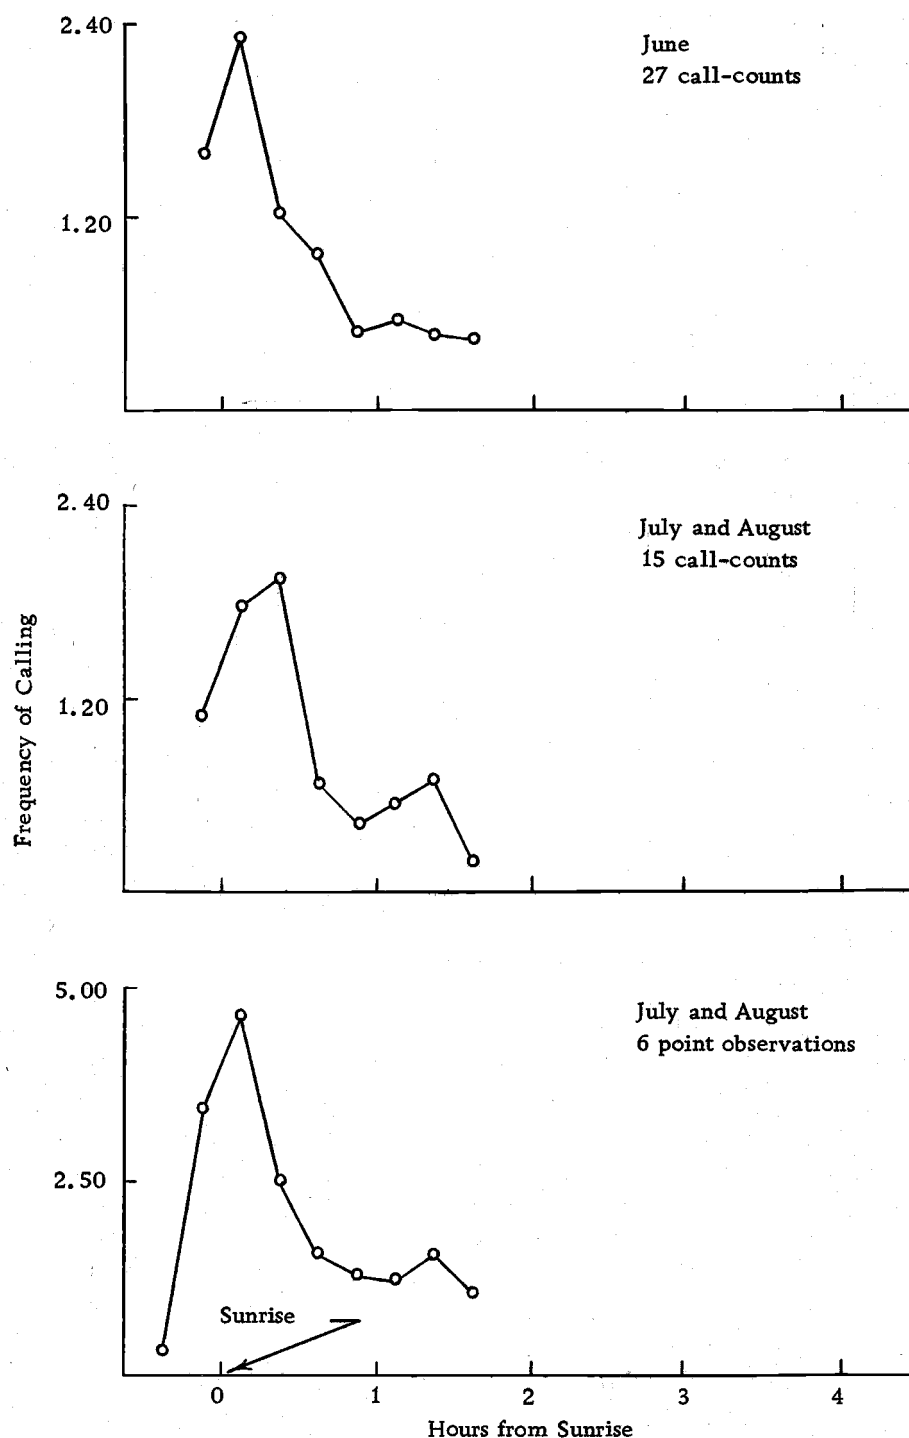 2.40
June
27 call-counts
1.20
2.40
July and August
15 call-counts
1.20
Frequency of Calling
5.00
July and August
6 point observations
2.50
Sunrise
0 1 2 3 4
Hours from Sunrise